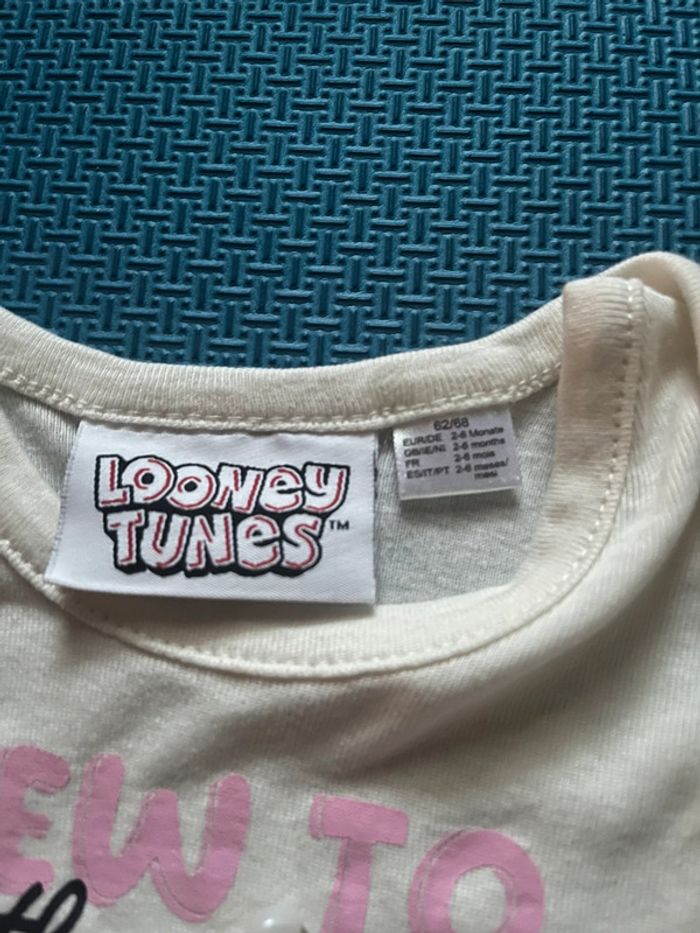 LOONEY
TUNES™
62/68
EUR/DE 2-6 Monate
GB/IE/NI 2-6 months
FR 2-6 mois
ES/IT/PT 2-6 meses/
mesi
EW TO
th